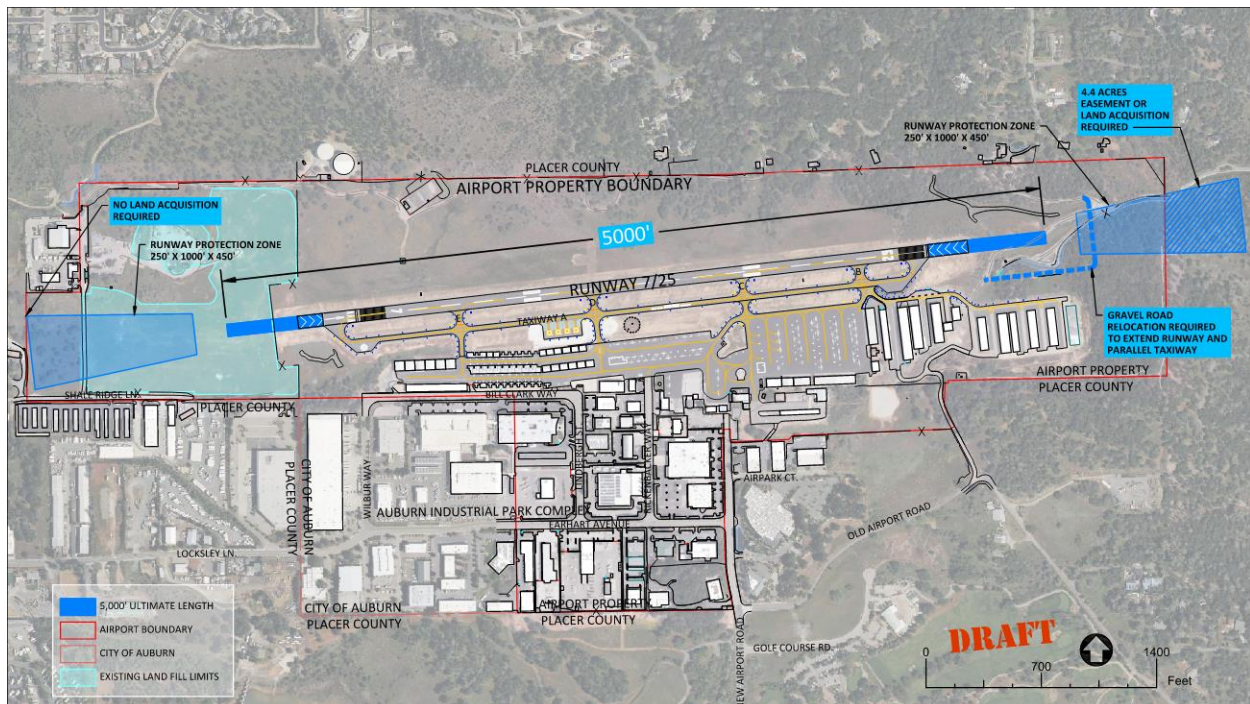 4.4 ACRES
EASEMENT OR
LAND ACQUISITION
REQUIRED
RUNWAY PROTECTION ZONE
250' X 1000' X 450'
PLACER COUNTY
AIRPORT PROPERTY BOUNDARY
NO LAND ACQUISITION
REQUIRED
RUNWAY PROTECTION ZONE
250' X 1000' X 450'
5000'
RUNWAY 7/25
B
TAXIWAY A
GRAVEL ROAD
RELOCATION REQUIRED
TO EXTEND RUNWAY AND
PARALLEL TAXIWAY
AIRPORT PROPERTY
PLACER COUNTY
SHALE RIDGE LN.
PLACER COUNTY
BILL CLARK WAY
CITY OF AUBURN
PLACER COUNTY
WILBUR WAY
LINDBERGH
RICKENBACKER WAY
AIRPARK CT.
AUBURN INDUSTRIAL PARK COMPLEX
EARHART AVENUE
OLD AIRPORT ROAD
LOCKSLEY LN.
CITY OF AUBURN
PLACER COUNTY
AIRPORT PROPERTY
PLACER COUNTY
NEW AIRPORT ROAD
GOLF COURSE RD.
5,000' ULTIMATE LENGTH
AIRPORT BOUNDARY
CITY OF AUBURN
EXISTING LAND FILL LIMITS
DRAFT
0
700
1400
Feet